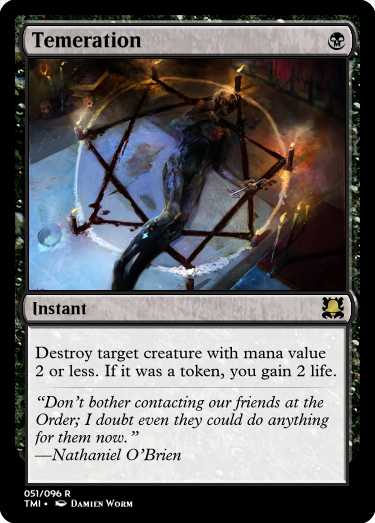 Temeration
Instant
Destroy target creature with mana value
2 or less. If it was a token, you gain 2 life.
“Don’t bother contacting our friends at the
Order; I doubt even they could do anything
for them now.”
—Nathaniel O’Brien
051/096 R
TMI • Damien Worm